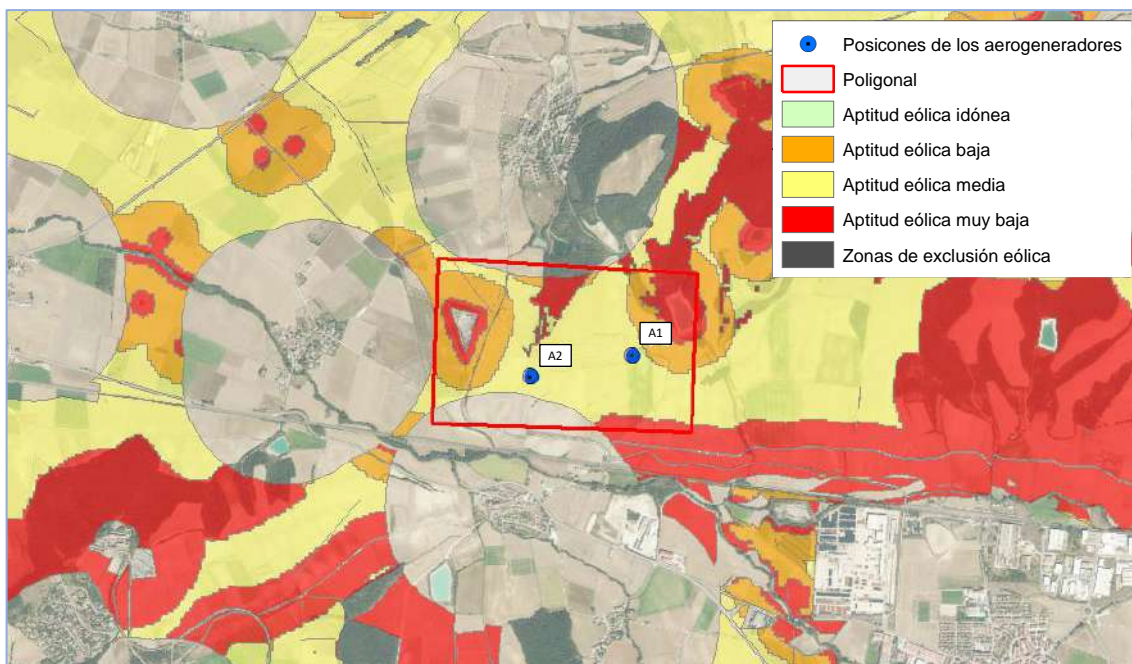 Posicones de los aerogeneradores
Poligonal
Aptitud eólica idónea
Aptitud eólica baja
Aptitud eólica media
Aptitud eólica muy baja
Zonas de exclusión eólica
A1
A2